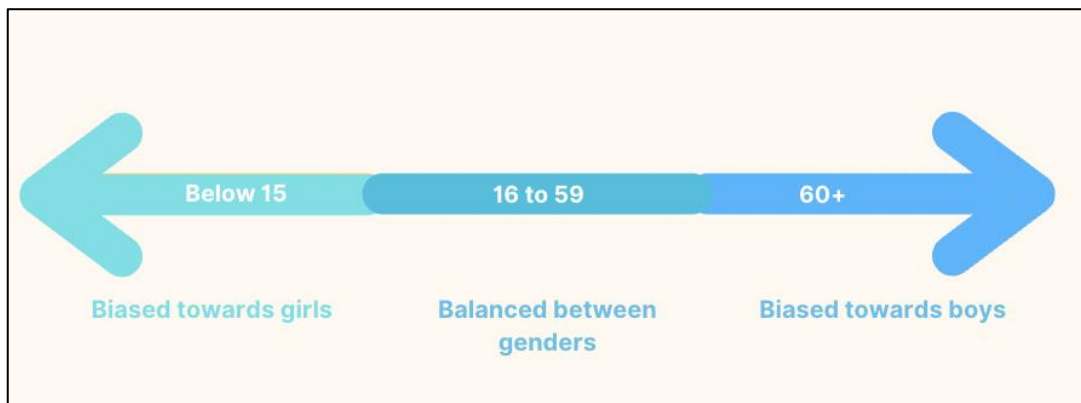 Below 15
16 to 59
60+
Biased towards girls
Balanced between
genders
Biased towards boys